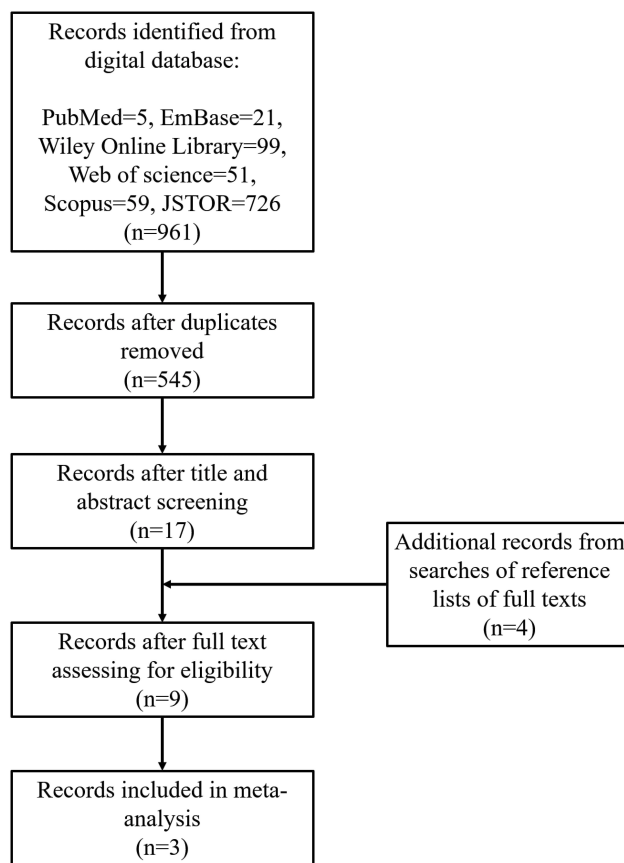 Records identified from
digital database:
PubMed=5, EmBase=21,
Wiley Online Library=99,
Web of science=51,
Scopus=59, JSTOR=726
(n=961)
Records after duplicates
removed
(n=545)
Records after title and
abstract screening
(n=17)
Additional records from
searches of reference
lists of full texts
(n=4)
Records after full text
assessing for eligibility
(n=9)
Records included in meta-
analysis
(n=3)